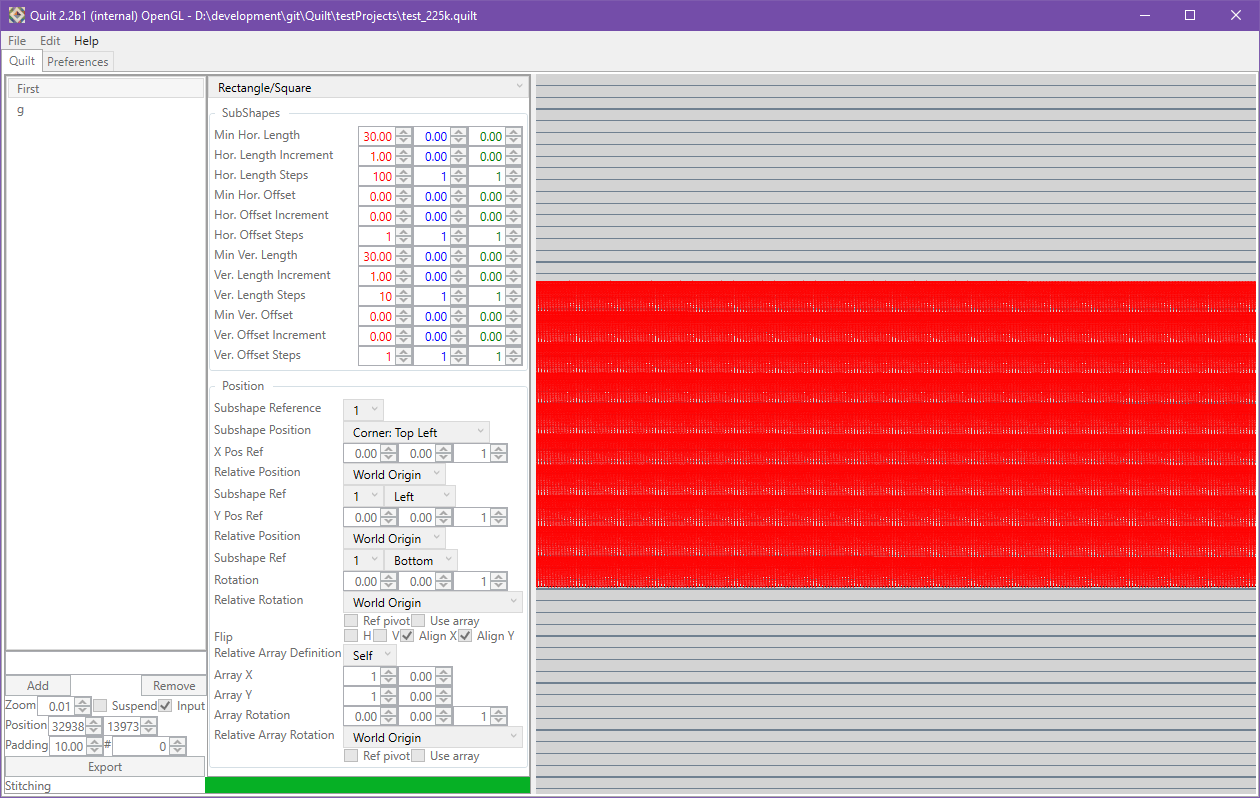 Quilt 2.2b1 (internal) OpenGL - D:\development\git\Quilt\testProjects\test_225k.quilt
File Edit Help
Quilt Preferences
First
g
Rectangle/Square
SubShapes
Min Hor. Length 30.00 0.00 0.00
Hor. Length Increment 1.00 0.00 0.00
Hor. Length Steps 100 1 1
Min Hor. Offset 0.00 0.00 0.00
Hor. Offset Increment 0.00 0.00 0.00
Hor. Offset Steps 1 1 1
Min Ver. Length 30.00 0.00 0.00
Ver. Length Increment 1.00 0.00 0.00
Ver. Length Steps 10 1 1
Min Ver. Offset 0.00 0.00 0.00
Ver. Offset Increment 0.00 0.00 0.00
Ver. Offset Steps 1 1 1
Position
Subshape Reference 1
Subshape Position Corner: Top Left
X Pos Ref 0.00 0.00 1
Relative Position World Origin
Subshape Ref 1 Left
Y Pos Ref 0.00 0.00 1
Relative Position World Origin
Subshape Ref 1 Bottom
Rotation 0.00 0.00 1
Relative Rotation World Origin
Ref pivot Use array
Flip H V Align X Align Y
Relative Array Definition Self
Array X 1 0.00
Array Y 1 0.00
Array Rotation 0.00 0.00 1
Relative Array Rotation World Origin
Ref pivot Use array
Add Remove
Zoom 0.01 Suspend Input
Position 32938 13973
Padding 10.00 # 0
Export
Stitching